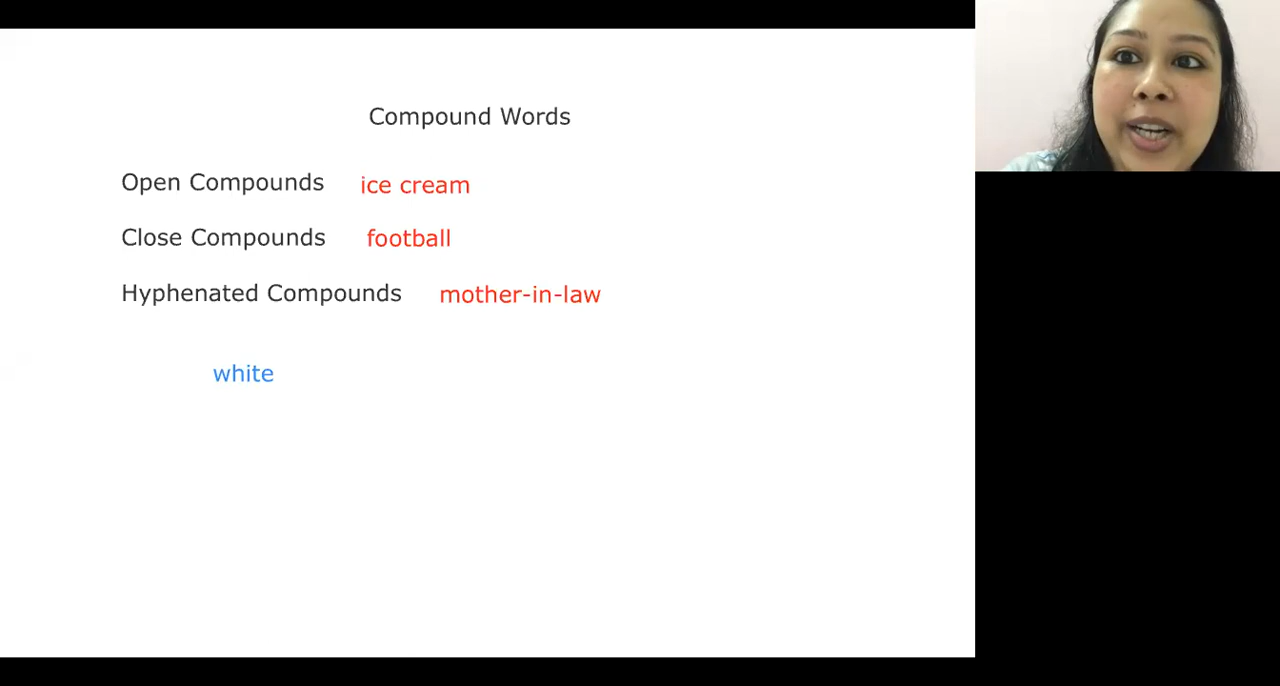 Compound Words
Open Compounds ice cream
Close Compounds football
Hyphenated Compounds mother-in-law
white